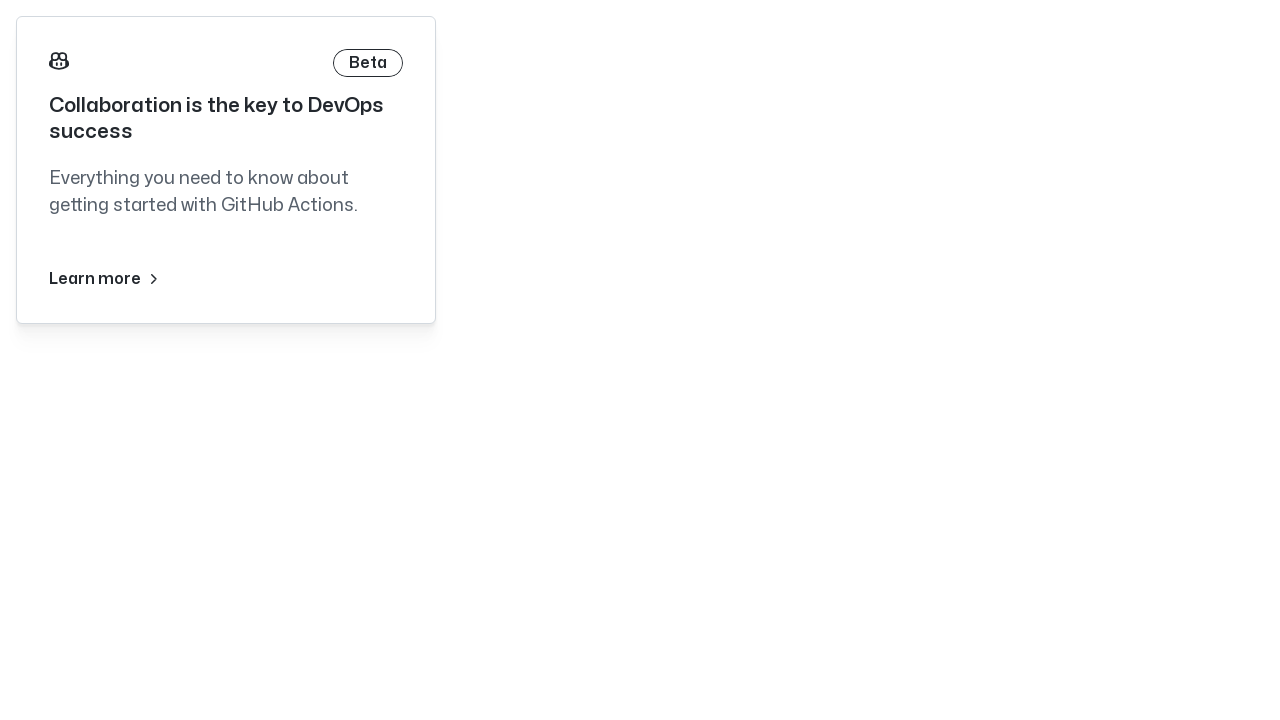 Beta
Collaboration is the key to DevOps
success
Everything you need to know about
getting started with GitHub Actions.
Learn more